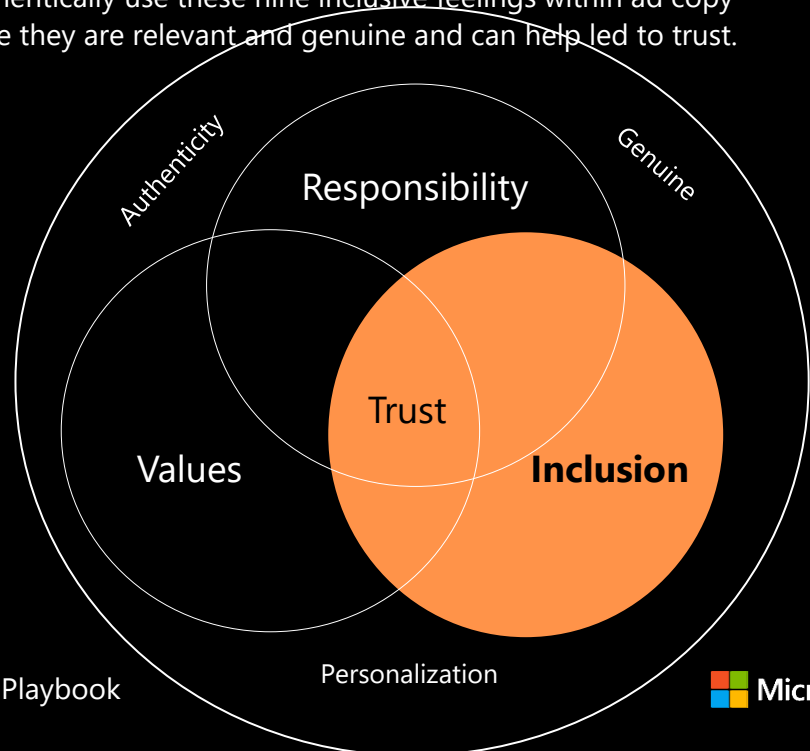 nentically use these nine inclusive feelings within ad copy
e they are relevant and genuine and can help led to trust.
Authenticity
Genuine
Responsibility
Trust
Values
Inclusion
Personalization
Playbook
Micr